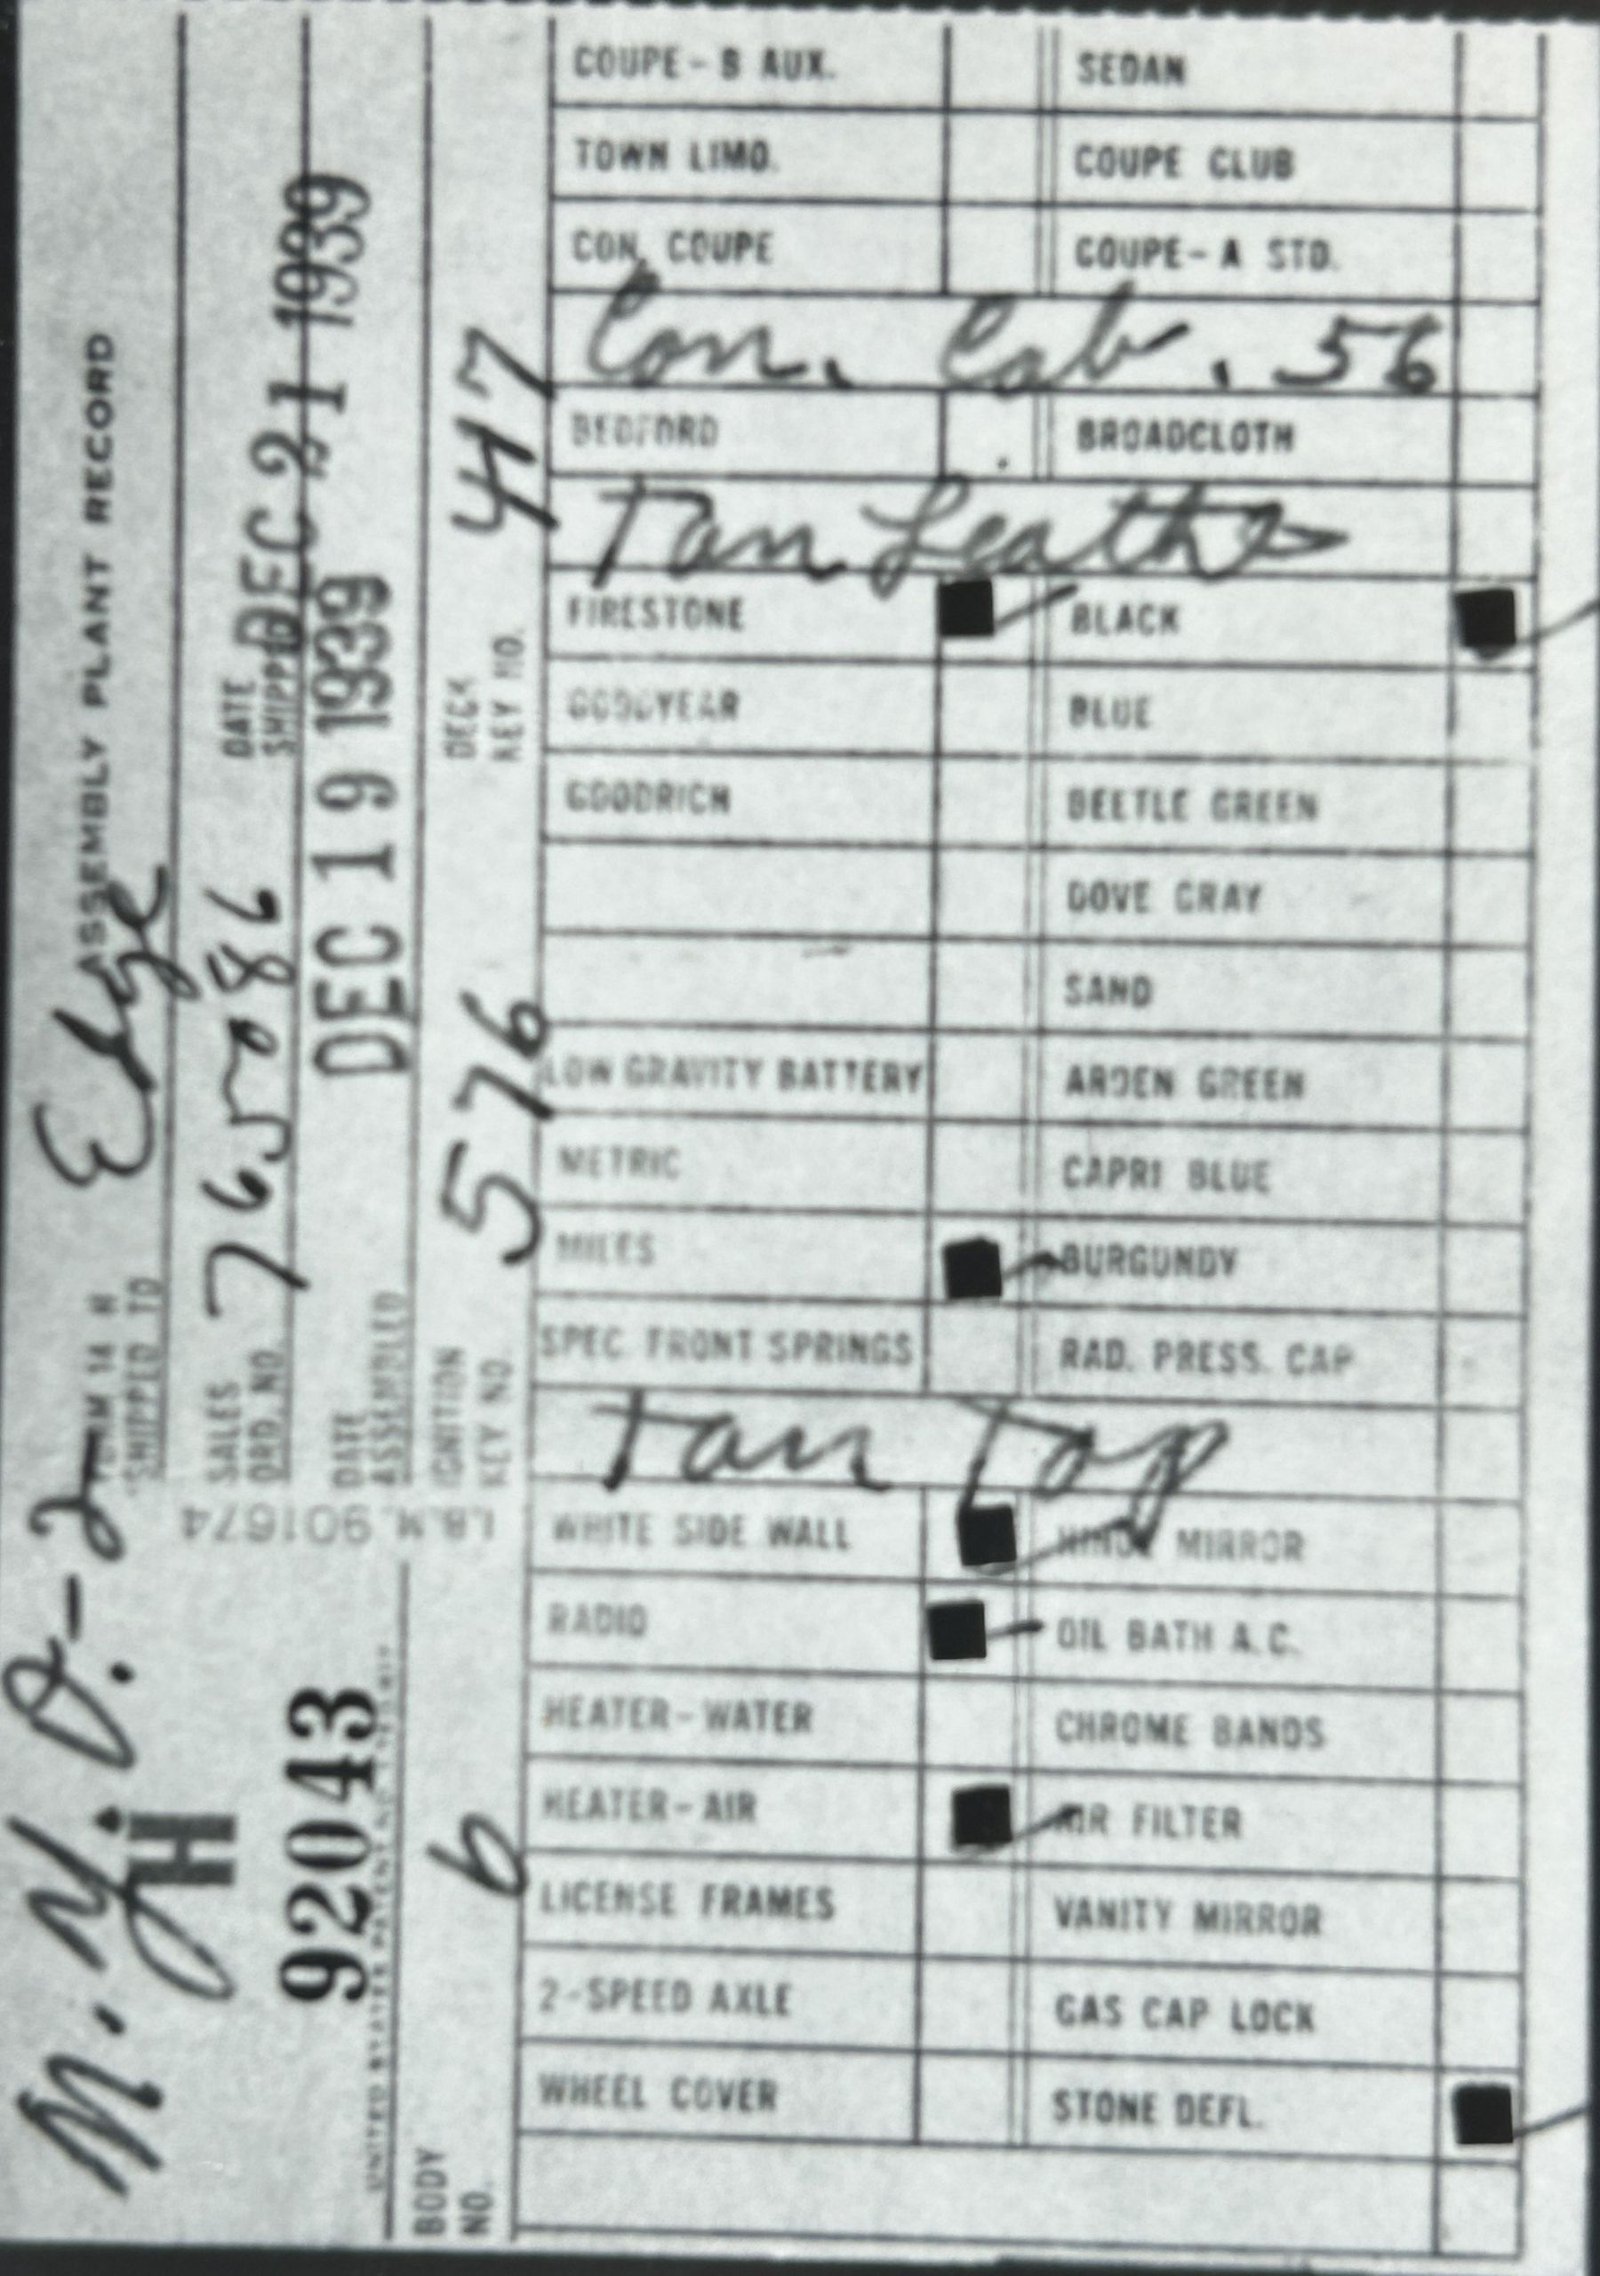 ASSEMBLY PLANT RECORD
FORM 1A H
SHIPPED TO
N.Y.D.-2
H
SALES ORD. NO. 765086
DATE SHIPPED DEC 21 1939
DATE ASSEMBLED DEC 19 1939
92043
I.B.M. 901674
BODY NO. 6
IGNITION KEY NO. 576
DECK KEY NO. 447
COUPE-B AUX. SEDAN
TOWN LIMO. COUPE CLUB
CON. COUPE COUPE-A STD.
Con. Cab. 56
BEDFORD BROADCLOTH
Tan Leather
FIRESTONE BLACK
GOODYEAR BLUE
GOODRICH BEETLE GREEN
DOVE GRAY
SAND
LOW GRAVITY BATTERY ARDEN GREEN
METRIC CAPRI BLUE
MILES BURGUNDY
SPEC. FRONT SPRINGS RAD. PRESS. CAP
Tan Top
WHITE SIDE WALL MIRROR
RADIO OIL BATH A.C.
HEATER-WATER CHROME BANDS
HEATER-AIR AIR FILTER
LICENSE FRAMES VANITY MIRROR
2-SPEED AXLE GAS CAP LOCK
WHEEL COVER STONE DEFL.